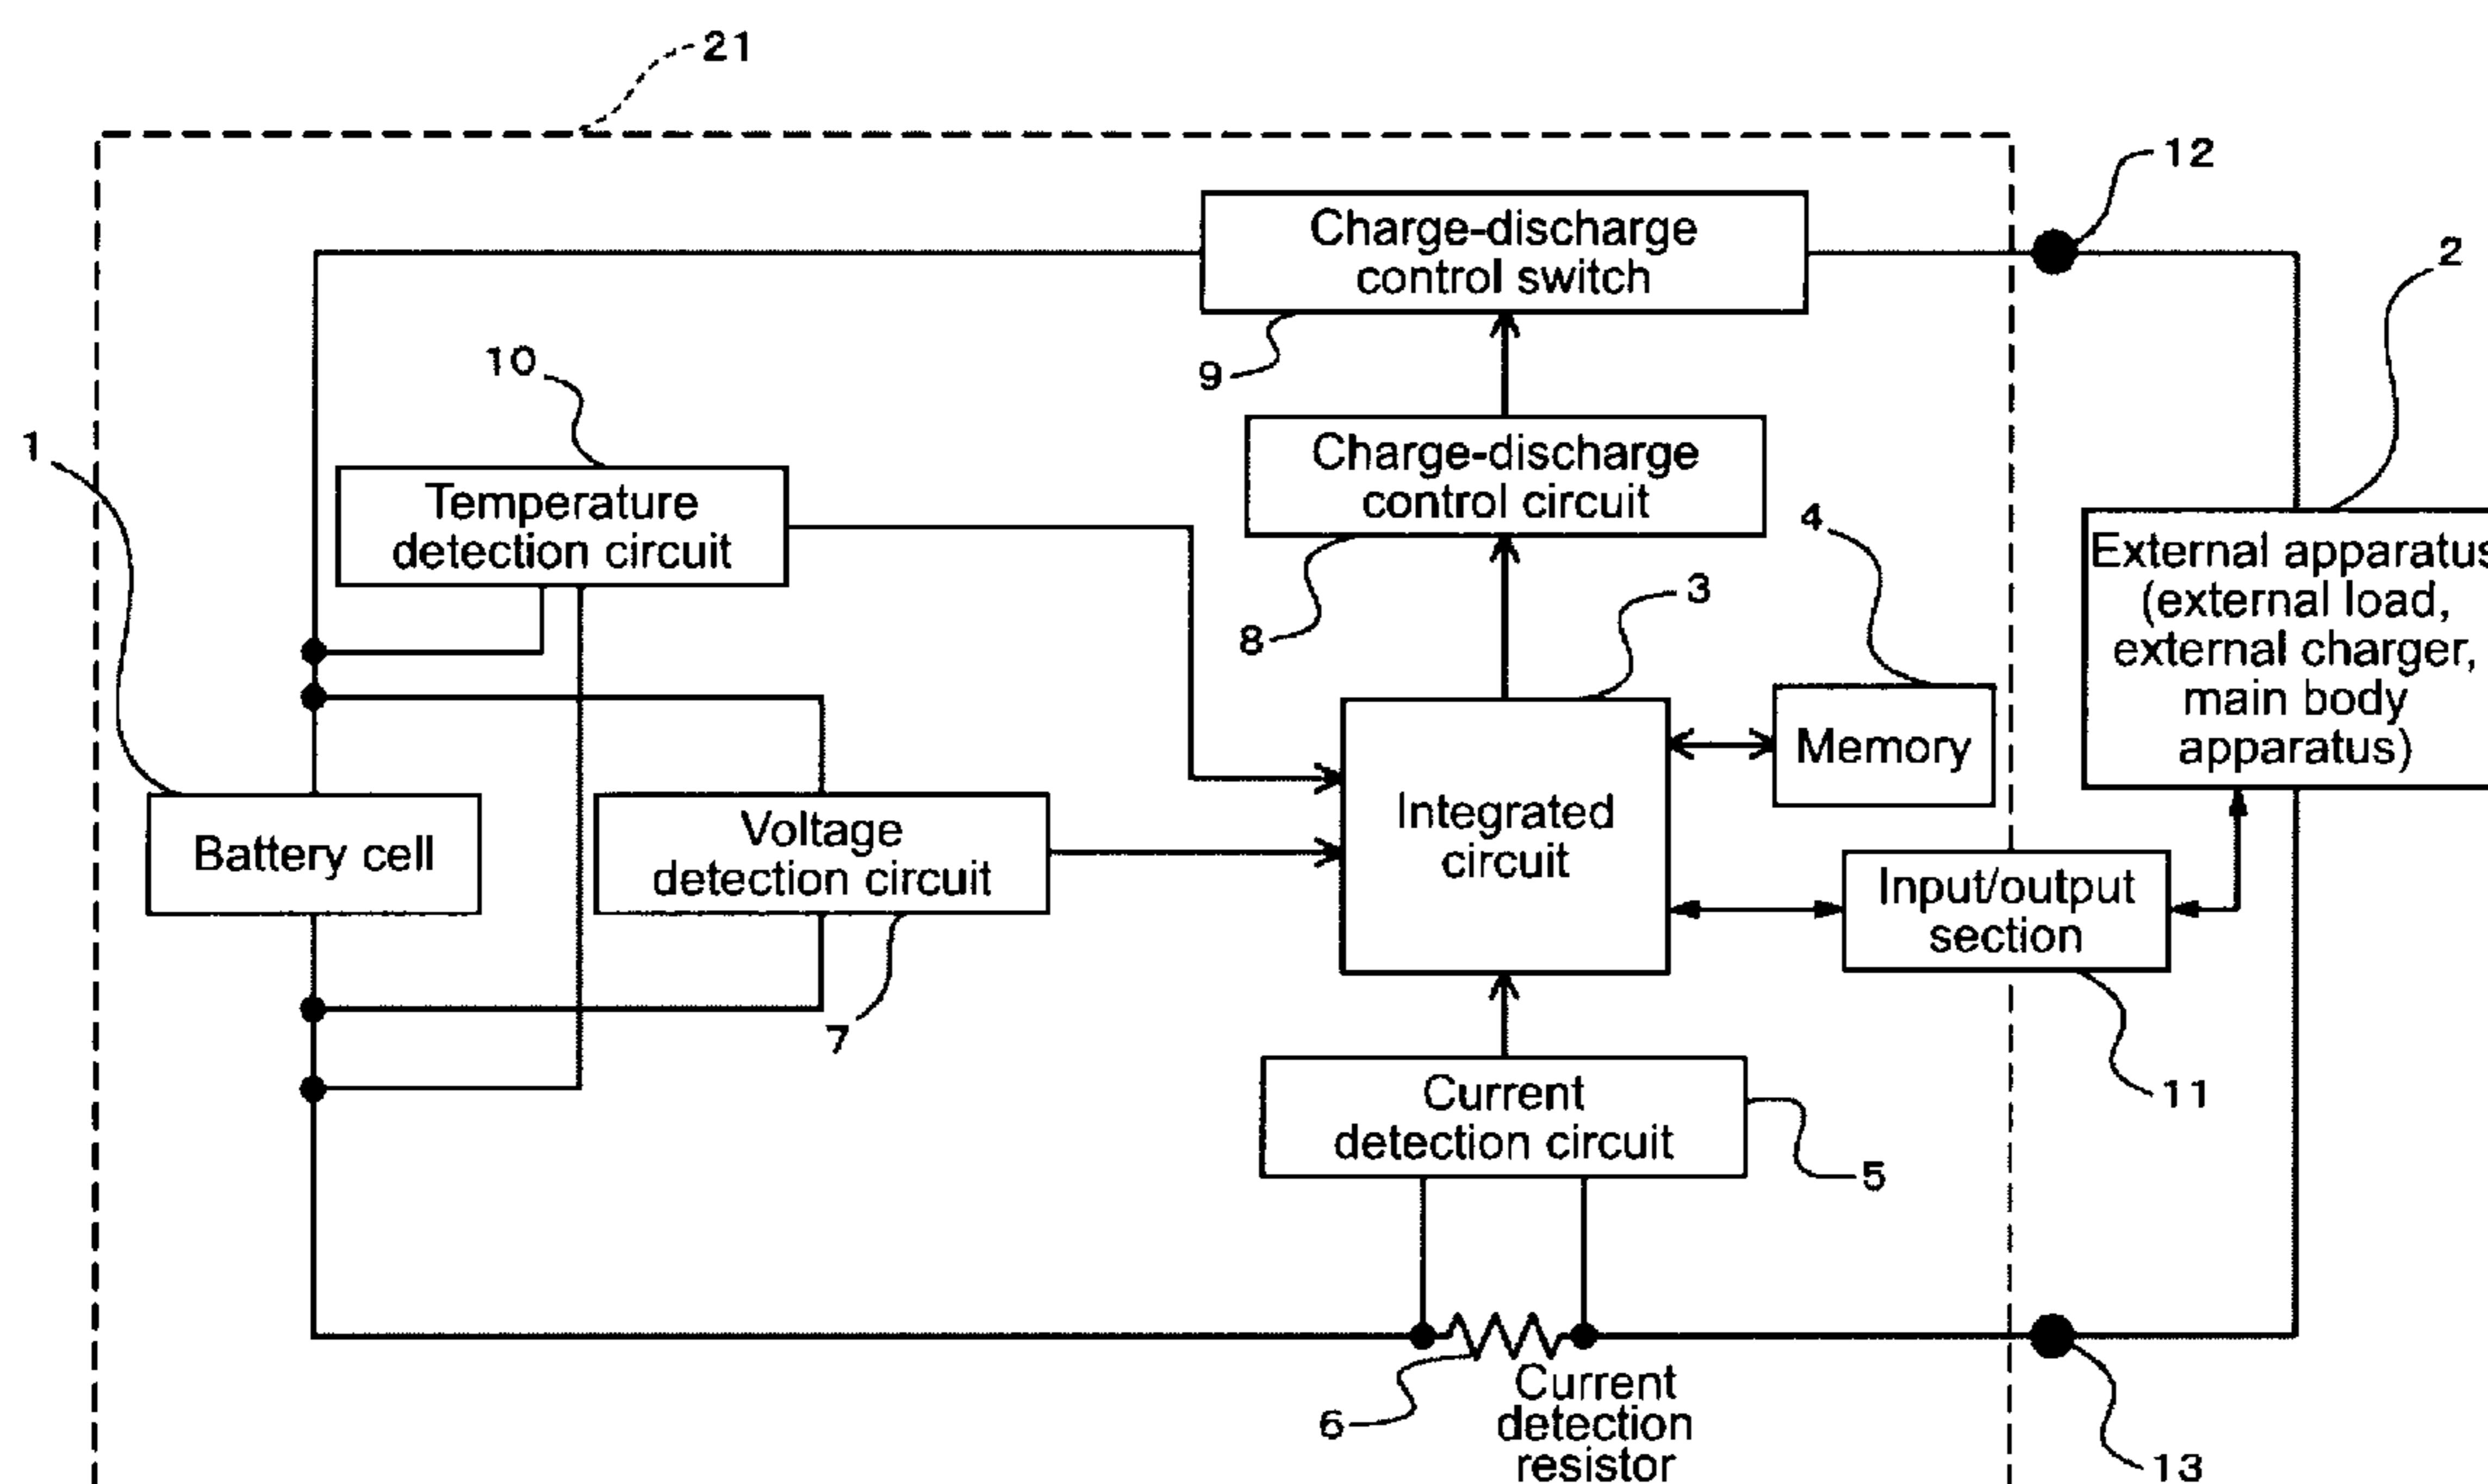 21
12
Charge-discharge
control switch
2
9
10
1
Charge-discharge
control circuit
Temperature
detection circuit
4
External apparatus
(external load,
external charger,
main body
apparatus)
3
8
Memory
Integrated
circuit
Battery cell
Voltage
detection circuit
Input/output
section
7
11
Current
detection circuit
5
Current
detection
resistor
6
13